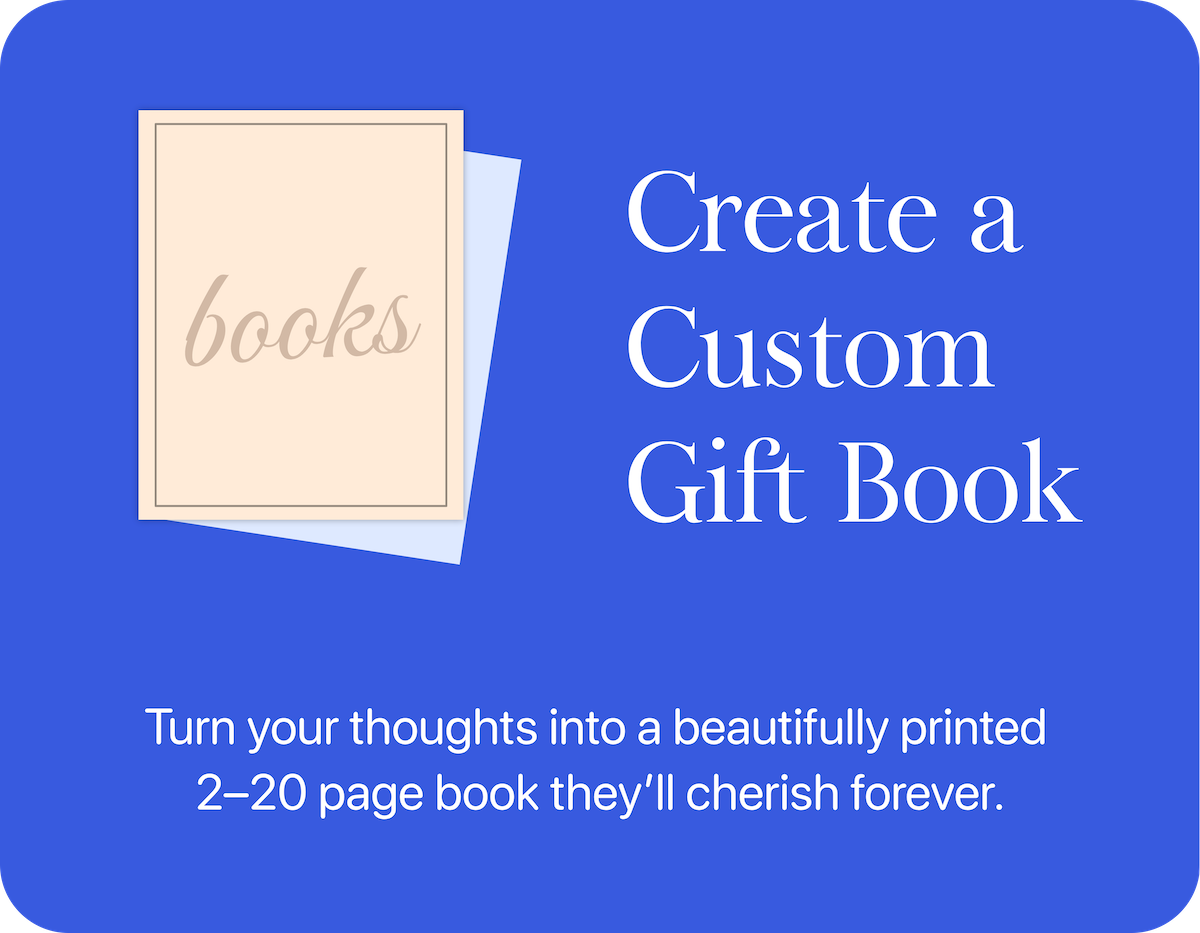 books
Create a
Custom
Gift Book
Turn your thoughts into a beautifully printed
2–20 page book they’ll cherish forever.